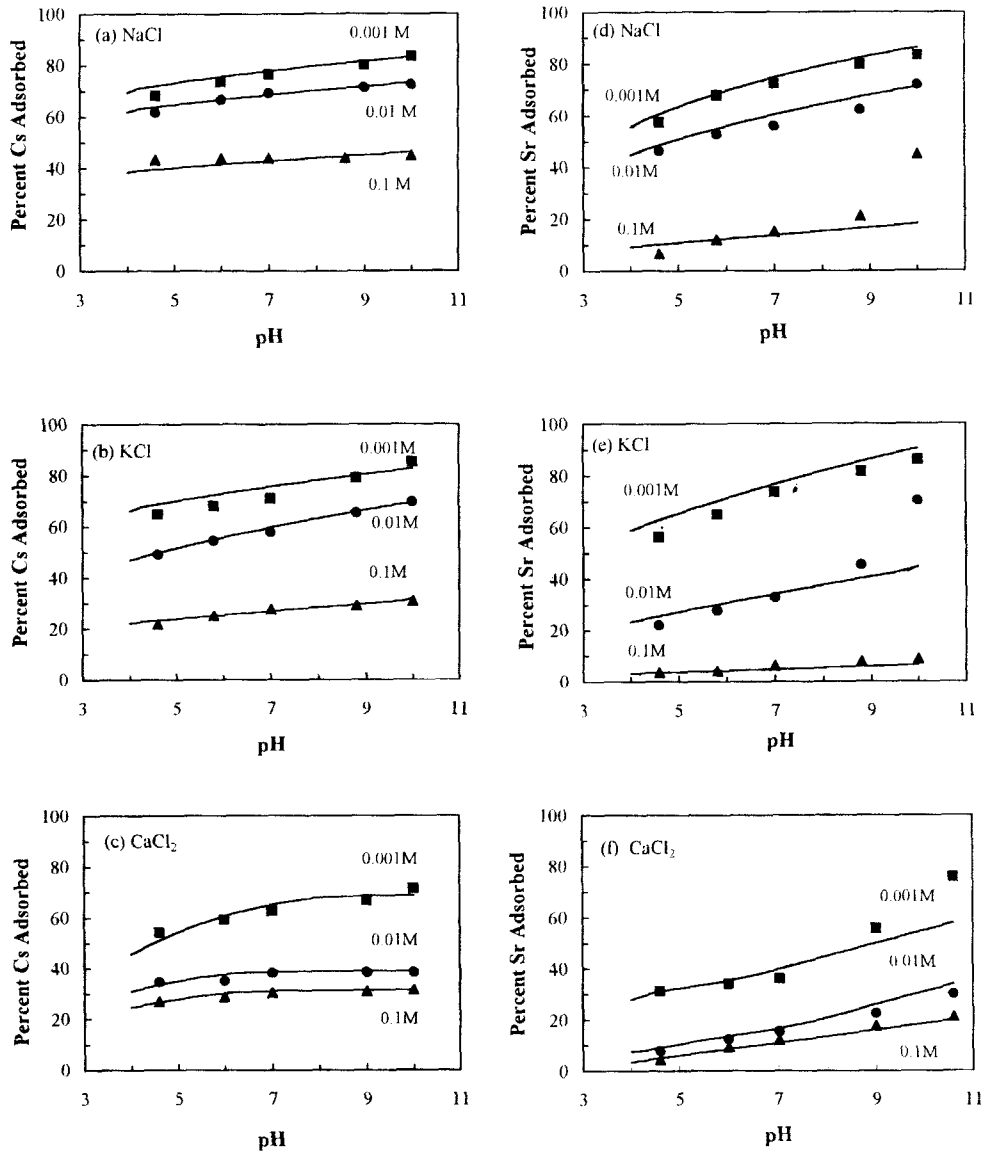 Percent Cs Adsorbed
100
80
60
40
20
0
(a) NaCl
0.001 M
0.01 M
0.1 M
3
5
7
9
11
pH
Percent Sr Adsorbed
100
80
60
40
20
0
(d) NaCl
0.001M
0.01M
0.1M
3
5
7
9
11
pH
Percent Cs Adsorbed
100
80
60
40
20
0
(b) KCl
0.001M
0.01M
0.1M
3
5
7
9
11
pH
Percent Sr Adsorbed
100
80
60
40
20
0
(e) KCl
0.001M
0.01M
0.1M
3
5
7
9
11
pH
Percent Cs Adsorbed
100
80
60
40
20
0
(c) CaCl₂
0.001M
0.01M
0.1M
3
5
7
9
11
pH
Percent Sr Adsorbed
100
80
60
40
20
0
(f) CaCl₂
0.001M
0.01M
0.1M
3
5
7
9
11
pH